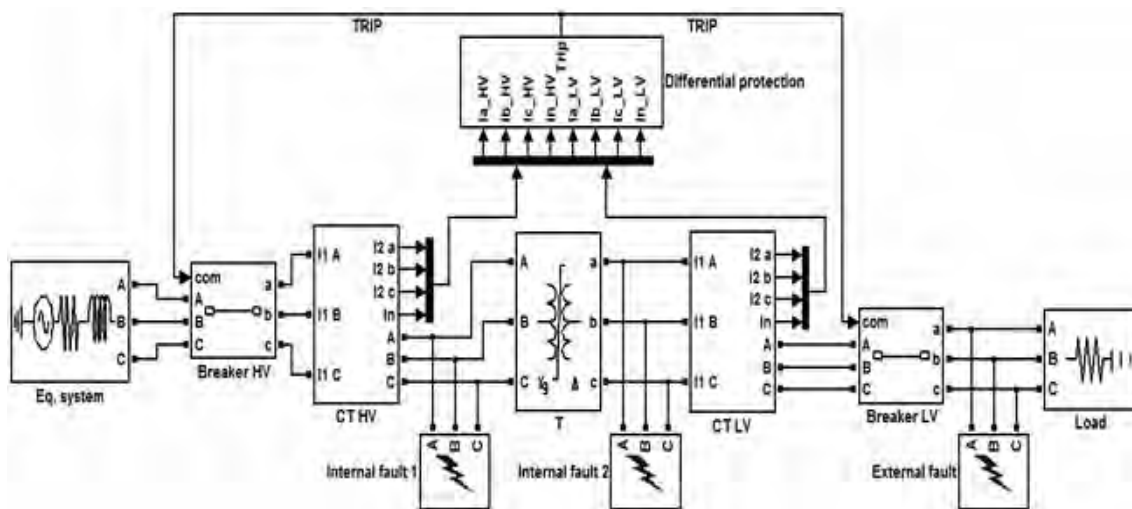 TRIP TRIP
Trip
Ia_HV Ib_HV Ic_HV In_HV Ia_LV Ib_LV Ic_LV In_LV
Differential protection
A
B
C
Eq. system
com
A
B
C
a
b
c
Breaker HV
I1 A
I1 B
I1 C
I2 a
I2 b
I2 c
In
A
B
C
CT HV
A
B
C
a
b
c
Yg Δ
T
I1 A
I1 B
I1 C
I2 a
I2 b
I2 c
In
A
B
C
CT LV
com
A
B
C
a
b
c
Breaker LV
A
B
C
Load
A B C
Internal fault 1
A B C
Internal fault 2
A B C
External fault